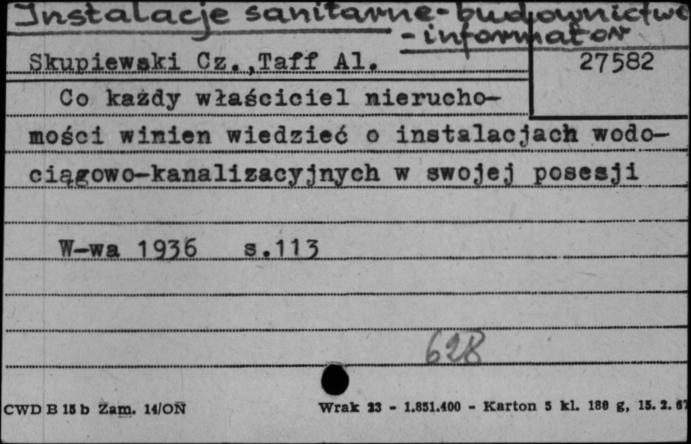 Instalacje sanitarne-budownictwo
- informator
Skupiewski Cz.,Taff Al.
27582
Co każdy właściciel nierucho-
mości winien wiedzieć o instalacjach wodo-
ciągowo-kanalizacyjnych w swojej posesji
W-wa 1936 s.113
628
CWD B 15 b Zam. 14/ON
Wrak 23 - 1.851.400 - Karton 5 kl. 180 g, 15. 2. 67